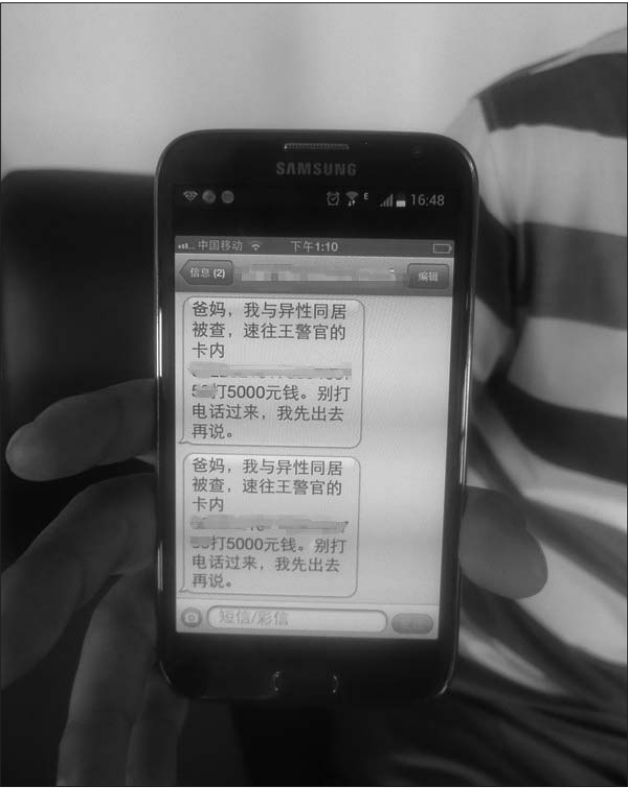 SAMSUNG
E
16:48
中国移动
下午1:10
信息 (2)
编辑
爸妈，我与异性同居
被查，速往王警官的
卡内
打5000元钱。别打
电话过来，我先出去
再说。
爸妈，我与异性同居
被查，速往王警官的
卡内
打5000元钱。别打
电话过来，我先出去
再说。
短信/彩信